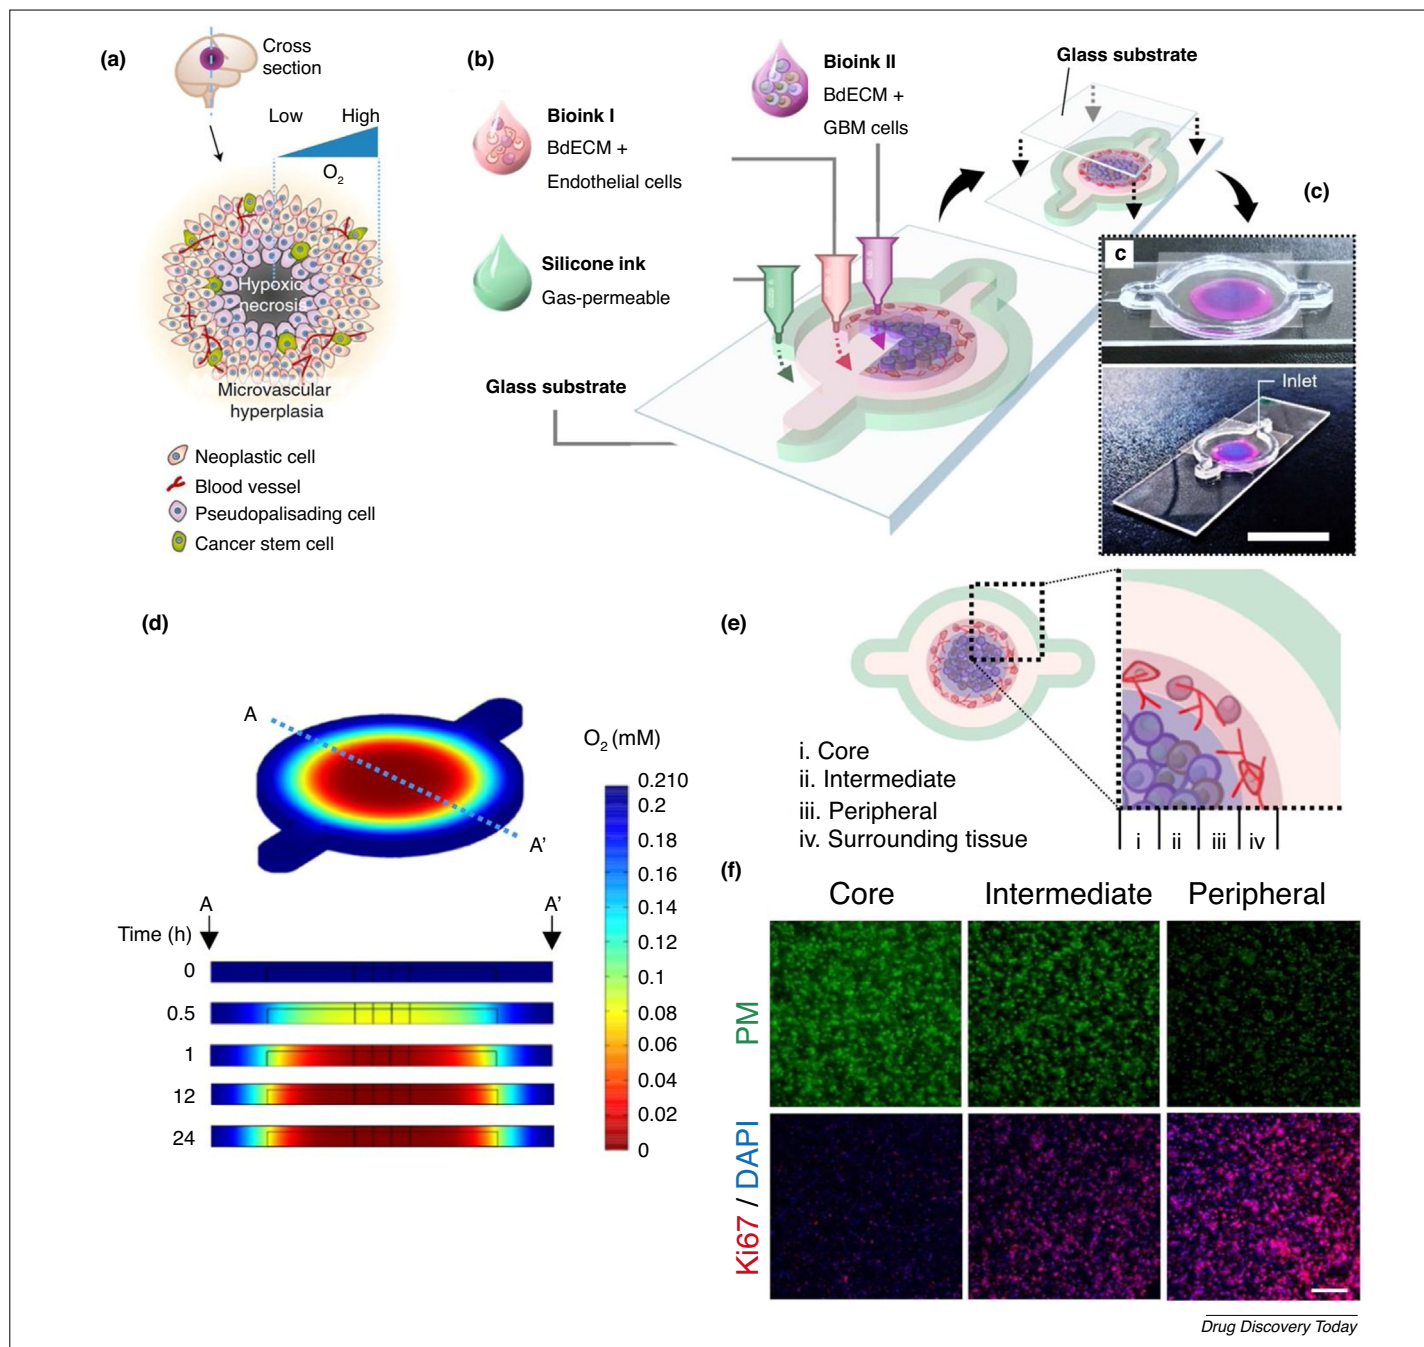 (a)
Cross
section
Low High
O2
Hypoxic
necrosis
Microvascular
hyperplasia
Neoplastic cell
Blood vessel
Pseudopalisading cell
Cancer stem cell
(b)
Bioink I
BdECM +
Endothelial cells
Silicone ink
Gas-permeable
Glass substrate
Bioink II
BdECM +
GBM cells
Glass substrate
(c)
c
Inlet
(d)
A
A'
O2 (mM)
0.210
0.2
0.18
0.16
0.14
0.12
0.1
0.08
0.06
0.04
0.02
0
A A'
Time (h)
0
0.5
1
12
24
(e)
i. Core
ii. Intermediate
iii. Peripheral
iv. Surrounding tissue
i ii iii iv
(f)
Core Intermediate Peripheral
PM
Ki67 / DAPI
Drug Discovery Today